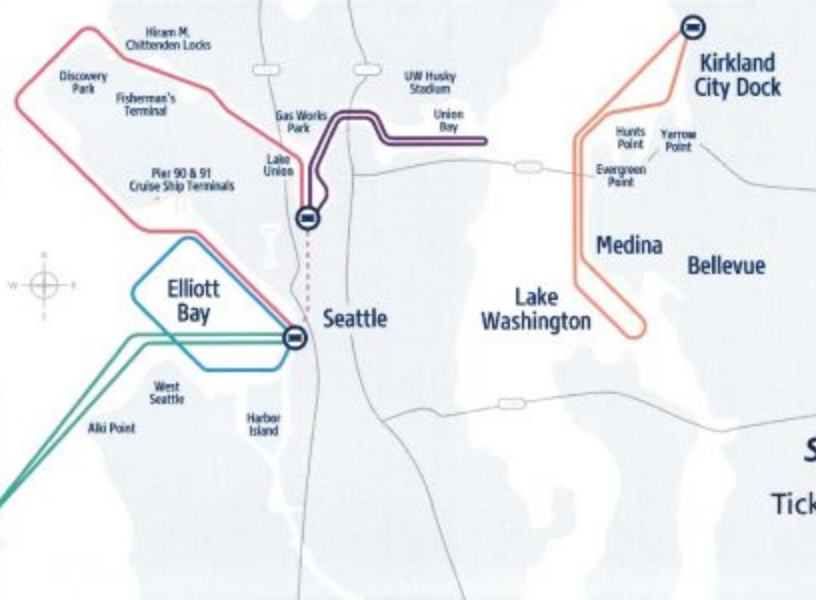 Hiram M.
Chittenden Locks
Discovery
Park
Fisherman's
Terminal
Gas Works
Park
UW Husky
Stadium
Union
Bay
Lake
Union
Pier 90 & 91
Cruise Ship Terminals
Kirkland
City Dock
Hunts
Point
Yarrow
Point
Evergreen
Point
Medina
Bellevue
Elliott
Bay
Seattle
Lake
Washington
West
Seattle
Alki Point
Harbor
Island
W
S
Tick